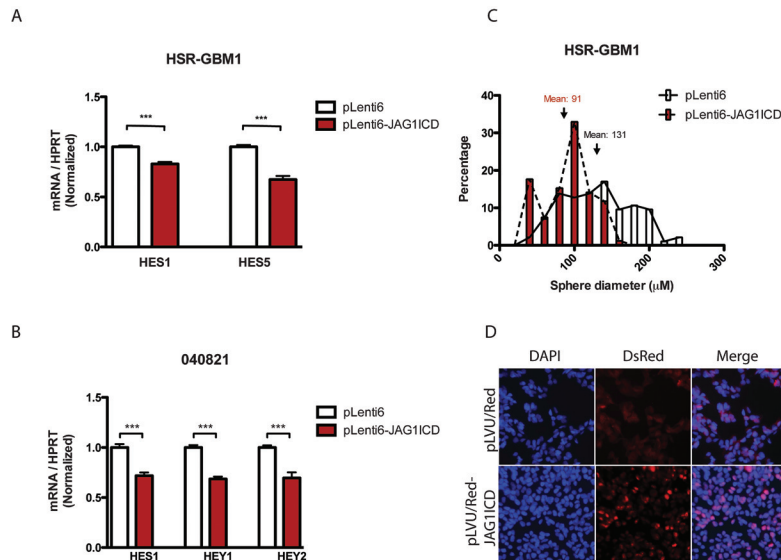 A
HSR-GBM1
pLenti6
pLenti6-JAG1ICD
mRNA / HPRT
(Normalized)
1.5
1.0
0.5
0.0
***
***
HES1
HES5
B
040821
pLenti6
pLenti6-JAG1ICD
mRNA / HPRT
(Normalized)
1.5
1.0
0.5
0.0
***
***
***
HES1
HEY1
HEY2
C
HSR-GBM1
pLenti6
pLenti6-JAG1ICD
Mean: 91
Mean: 131
Percentage
40
30
20
10
0
100
200
300
Sphere diameter (μM)
D
DAPI
DsRed
Merge
pLVU/Red
pLVU/Red-
JAG1ICD